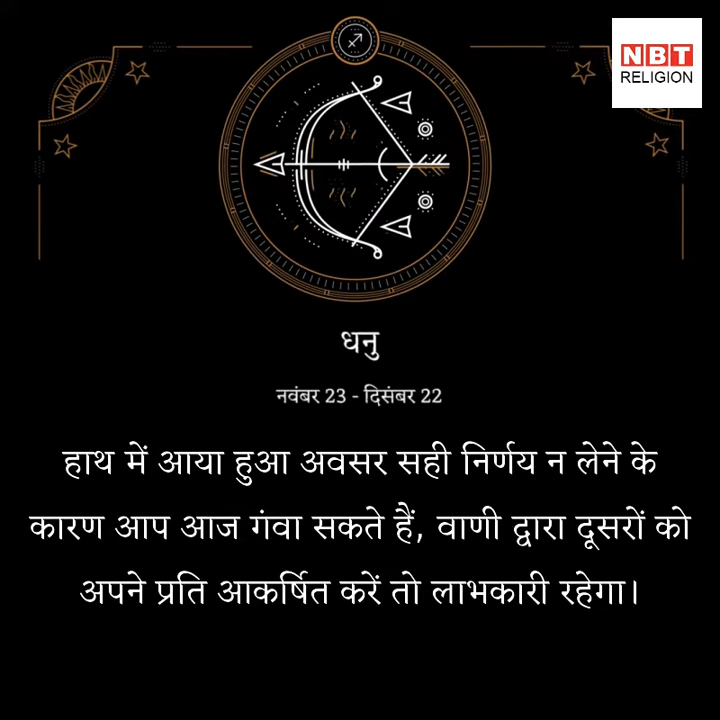 NBT
RELIGION
धनु
नवंबर 23 - दिसंबर 22
हाथ में आया हुआ अवसर सही निर्णय न लेने के
कारण आप आज गंवा सकते हैं, वाणी द्वारा दूसरों को
अपने प्रति आकर्षित करें तो लाभकारी रहेगा।